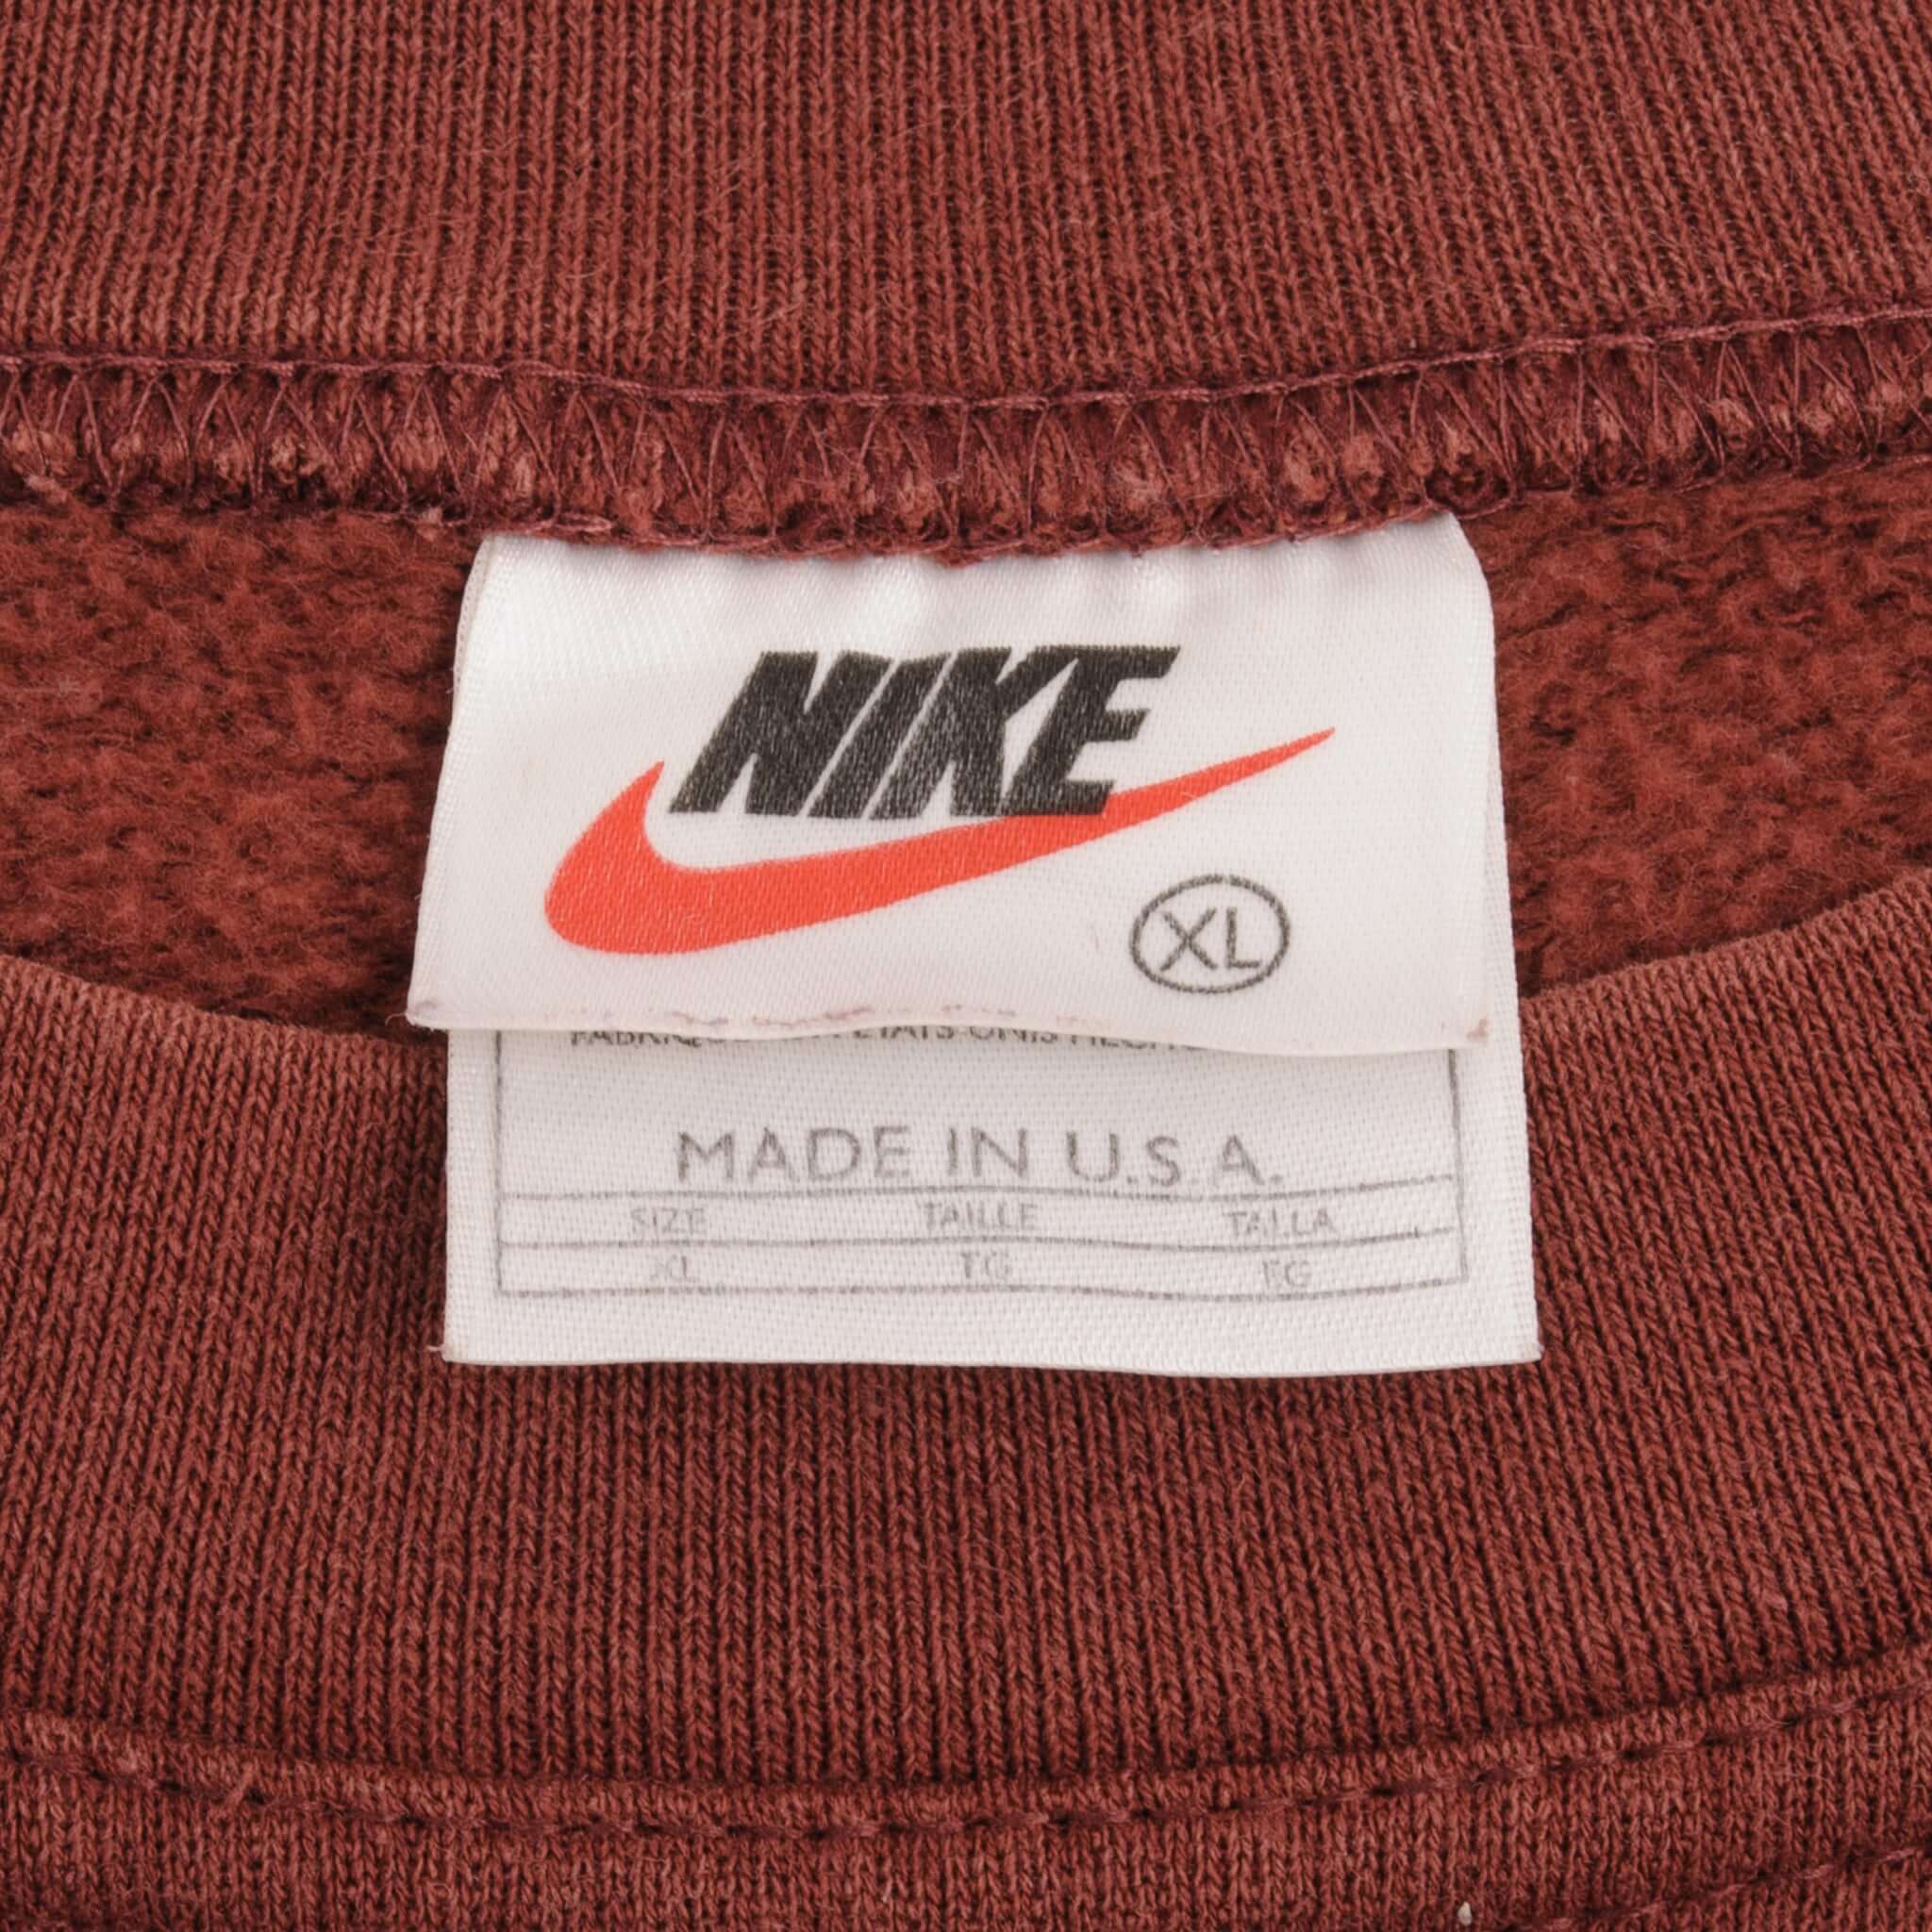 NIKE
XL
MADE IN U.S.A.
SIZE TAILLE TALLA
XL TG EG